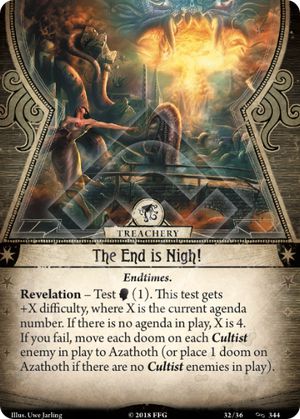 TREACHERY
The End is Nigh!
Endtimes.
Revelation – Test (1). This test gets
+X difficulty, where X is the current agenda
number. If there is no agenda in play, X is 4.
If you fail, move each doom on each Cultist
enemy in play to Azathoth (or place 1 doom on
Azathoth if there are no Cultist enemies in play).
Illus. Uwe Jarling
© 2018 FFG
32/36
344